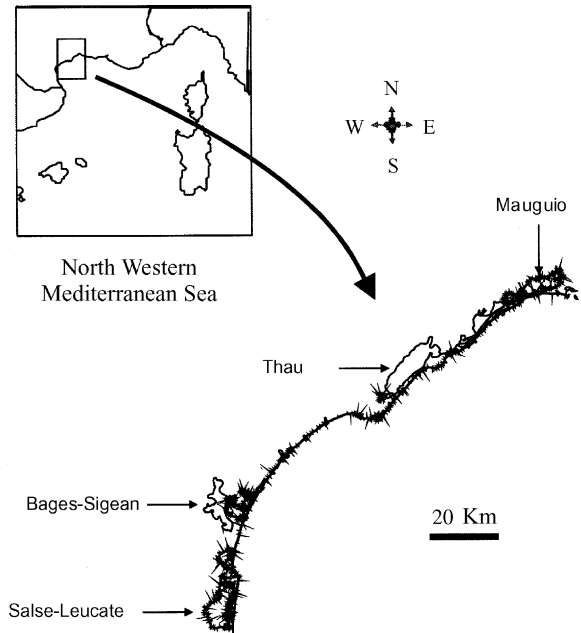 N
W E
S
Mauguio
North Western
Mediterranean Sea
Thau
Bages-Sigean
20 Km
Salse-Leucate